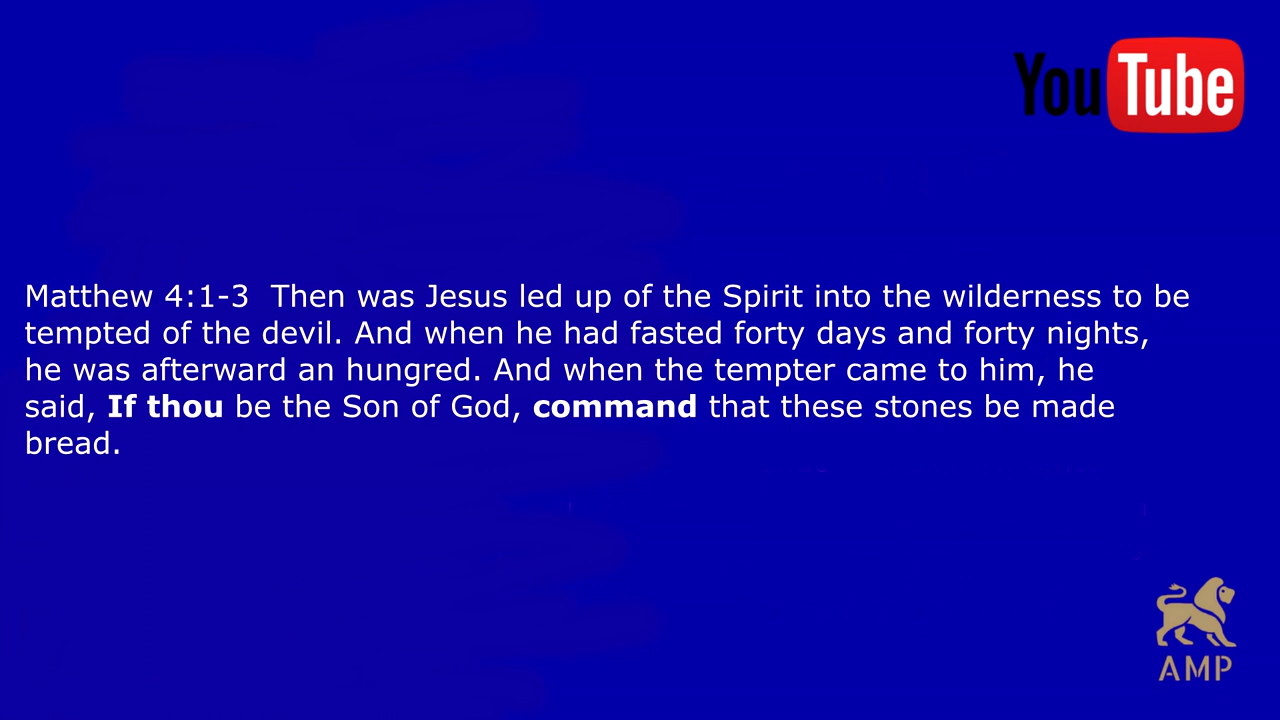 YouTube
Matthew 4:1-3  Then was Jesus led up of the Spirit into the wilderness to be
tempted of the devil. And when he had fasted forty days and forty nights,
he was afterward an hungred. And when the tempter came to him, he
said, If thou be the Son of God, command that these stones be made
bread.
AMP